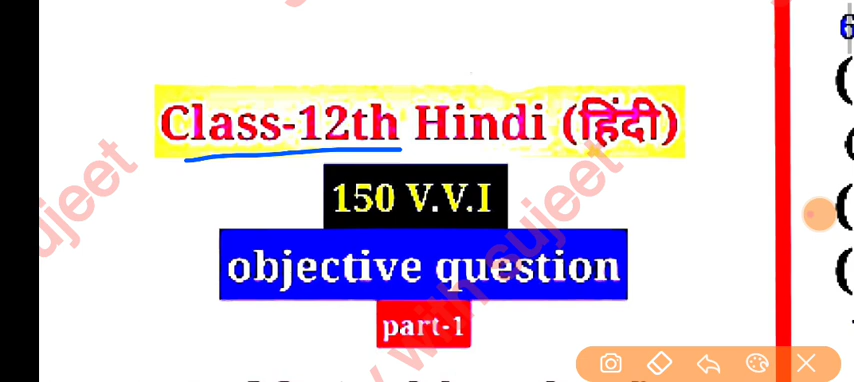 Class-12th Hindi (हिंदी)
150 V.V.I
objective question
part-1